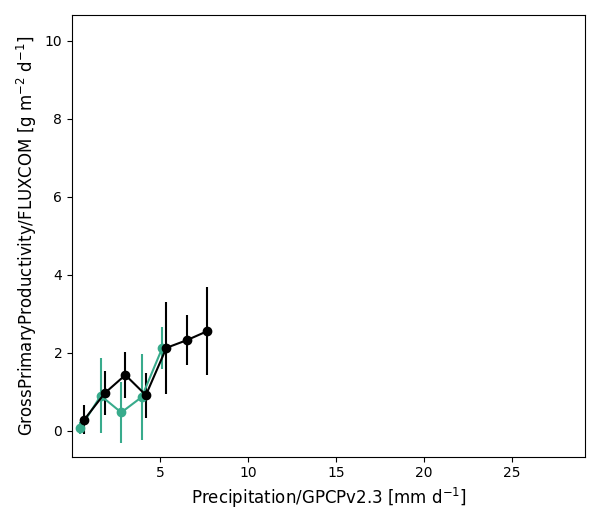 GrossPrimaryProductivity/FLUXCOM [g m⁻² d⁻¹]
10
8
6
4
2
0
5 10 15 20 25
Precipitation/GPCPv2.3 [mm d⁻¹]